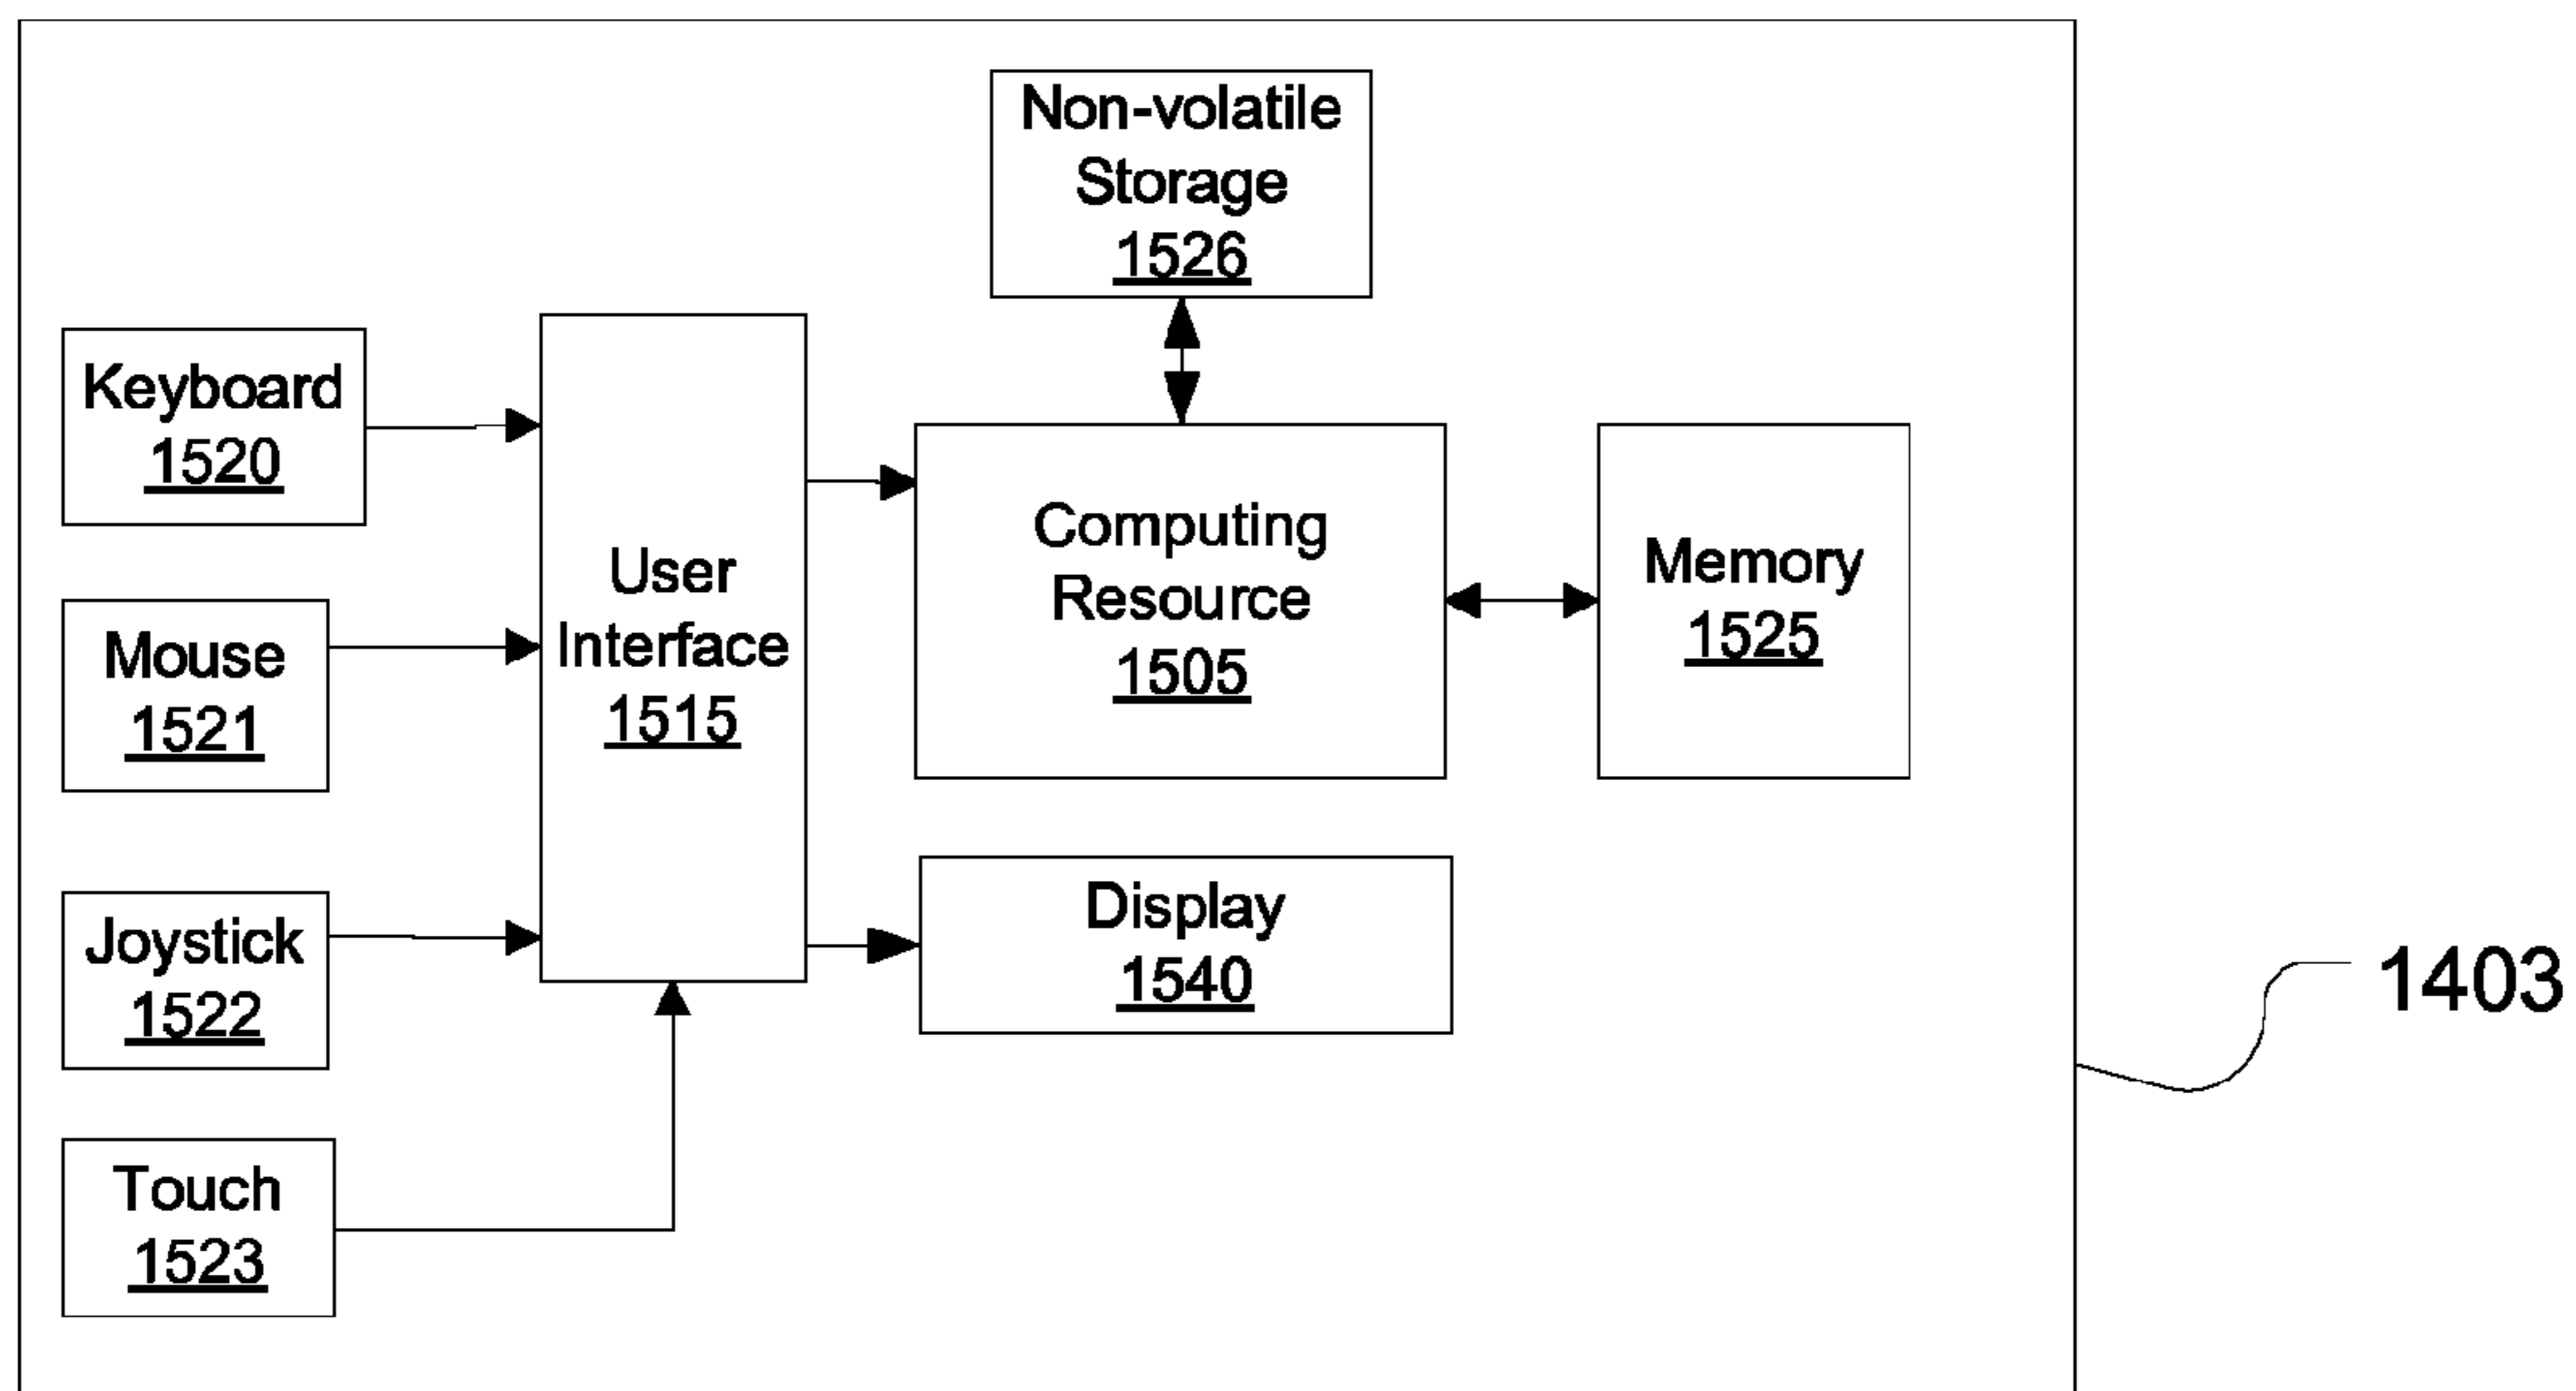 Non-volatile
Storage
1526
Keyboard
1520
User
Interface
1515
Computing
Resource
1505
Memory
1525
Mouse
1521
Joystick
1522
Display
1540
1403
Touch
1523